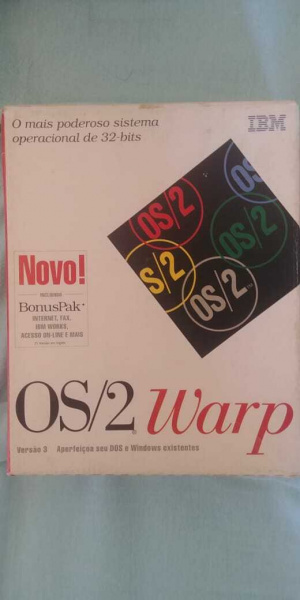 O mais poderoso sistema
operacional de 32-bits
IBM
OS
OS/2
OS/2
S/2
OS/2
Novo!
INCLUINDO
BonusPak
INTERNET, FAX,
IBM WORKS,
ACESSO ON-LINE E MAIS
OS/2 Warp
Versão 3 Aperfeiçoa seu DOS e Windows existentes